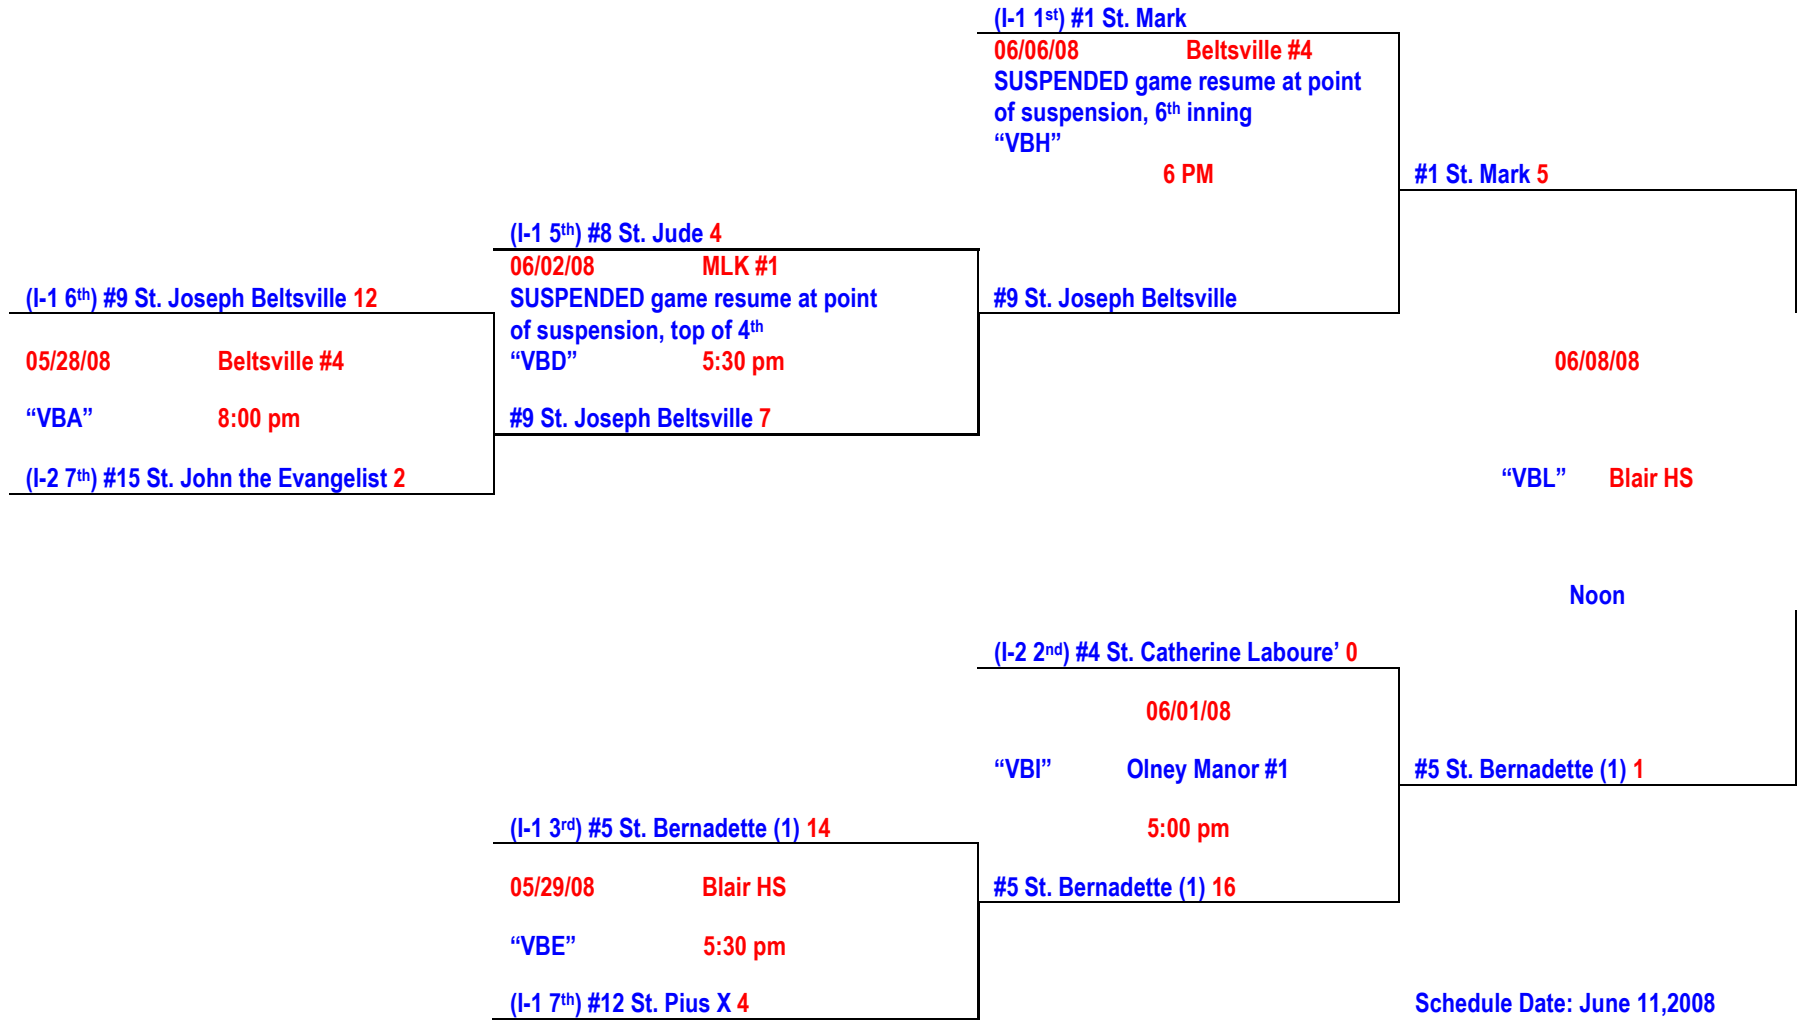 (I-1 1st) #1 St. Mark
06/06/08 Beltsville #4
SUSPENDED game resume at point
of suspension, 6th inning
“VBH”
6 PM
#1 St. Mark 5
(I-1 5th) #8 St. Jude 4
06/02/08 MLK #1
SUSPENDED game resume at point
of suspension, top of 4th
“VBD” 5:30 pm
#9 St. Joseph Beltsville 7
(I-1 6th) #9 St. Joseph Beltsville 12
05/28/08 Beltsville #4
“VBA” 8:00 pm
(I-2 7th) #15 St. John the Evangelist 2
#9 St. Joseph Beltsville
06/08/08
“VBL” Blair HS
Noon
(I-2 2nd) #4 St. Catherine Laboure’ 0
06/01/08
“VBI” Olney Manor #1
5:00 pm
#5 St. Bernadette (1) 16
#5 St. Bernadette (1) 1
(I-1 3rd) #5 St. Bernadette (1) 14
05/29/08 Blair HS
“VBE” 5:30 pm
(I-1 7th) #12 St. Pius X 4
Schedule Date: June 11,2008